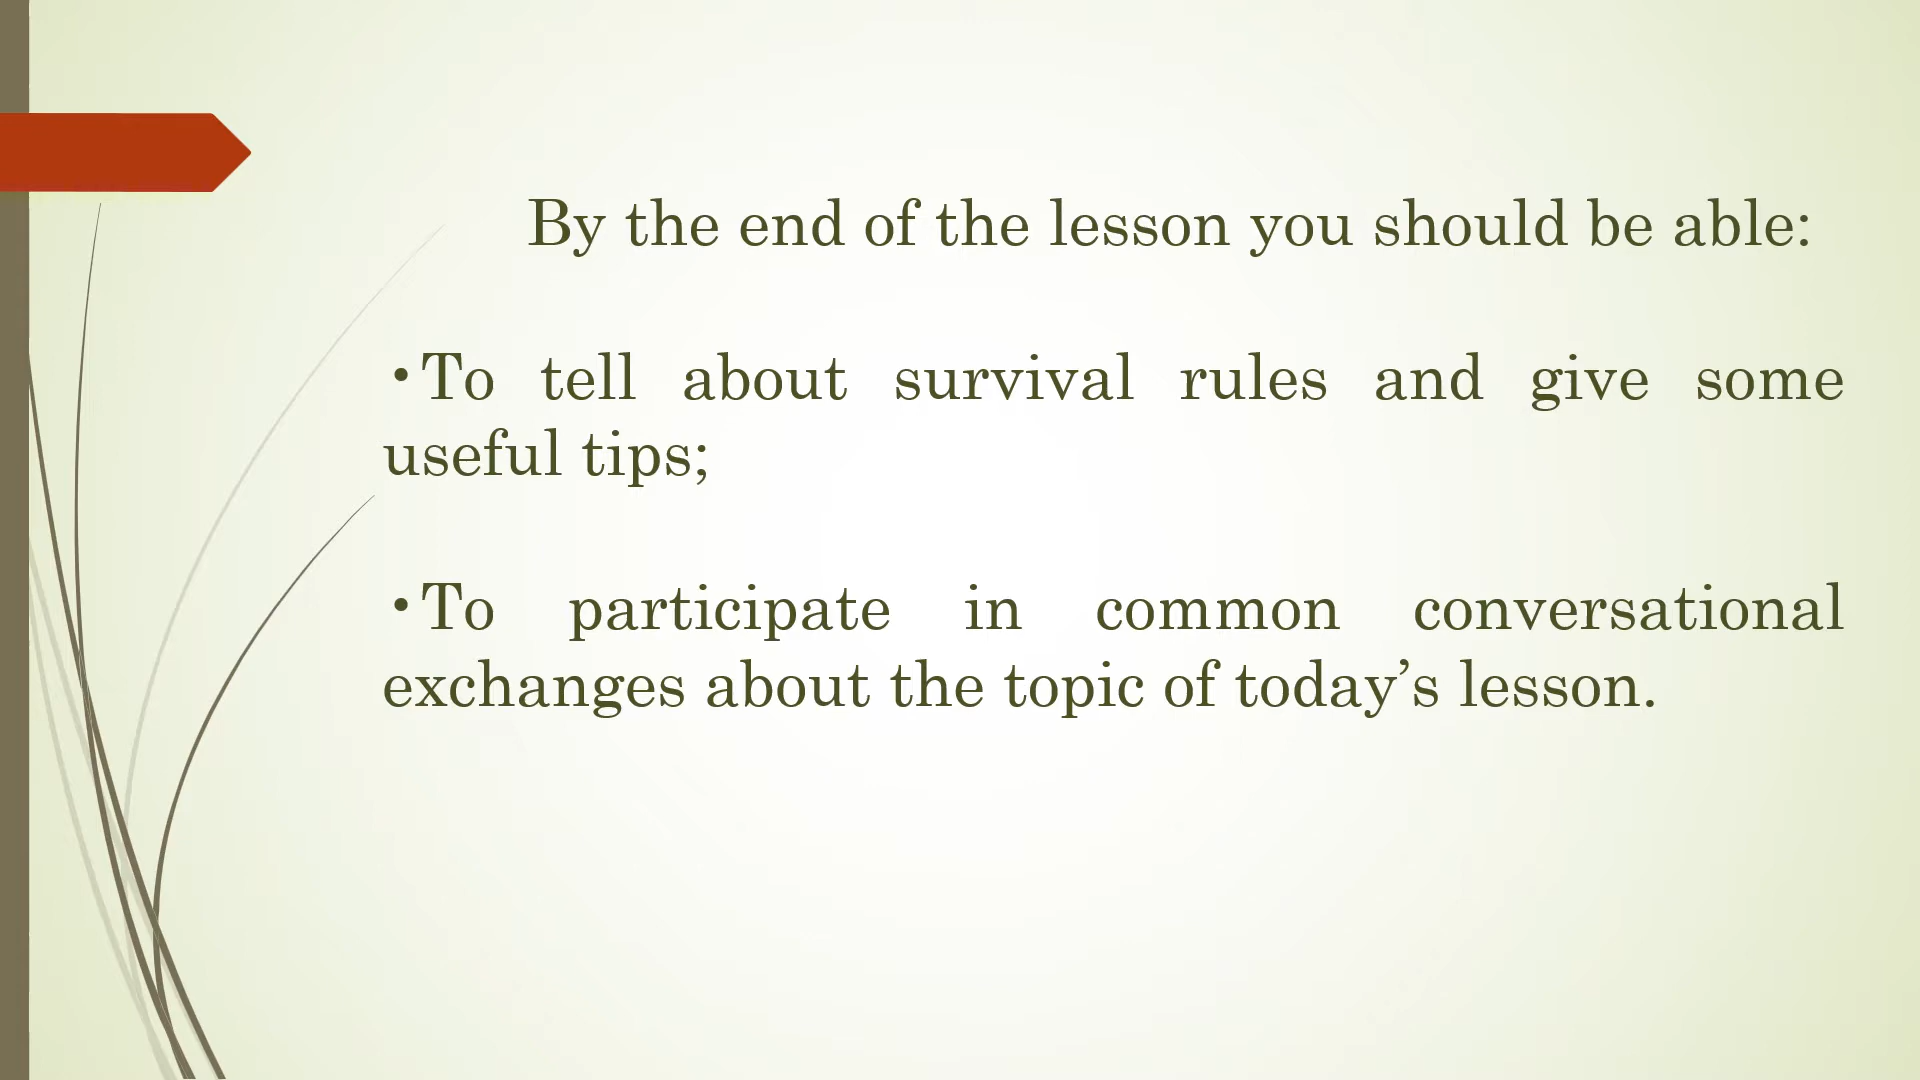 By the end of the lesson you should be able:
•To tell about survival rules and give some
useful tips;
•To participate in common conversational
exchanges about the topic of today’s lesson.